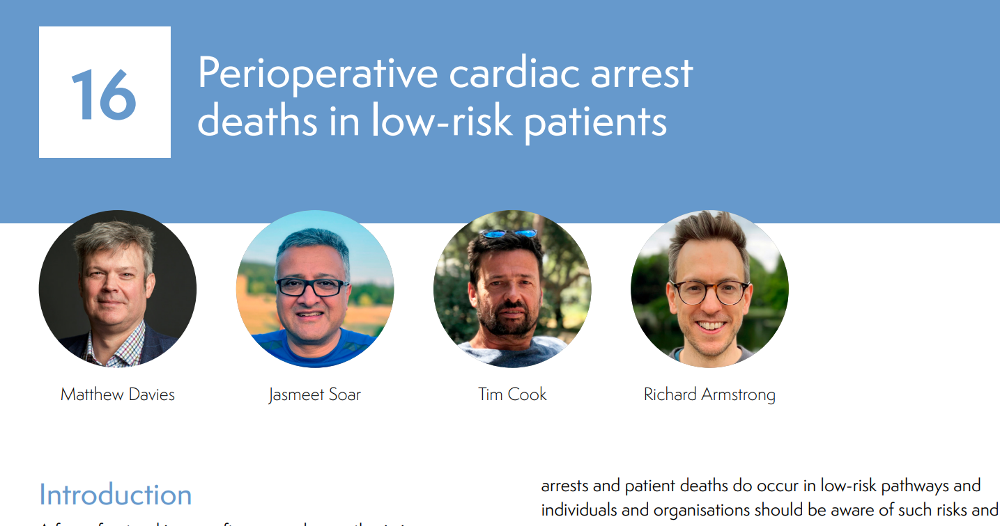 16
Perioperative cardiac arrest
deaths in low-risk patients
Matthew Davies
Jasmeet Soar
Tim Cook
Richard Armstrong
Introduction
arrests and patient deaths do occur in low-risk pathways and
individuals and organisations should be aware of such risks and